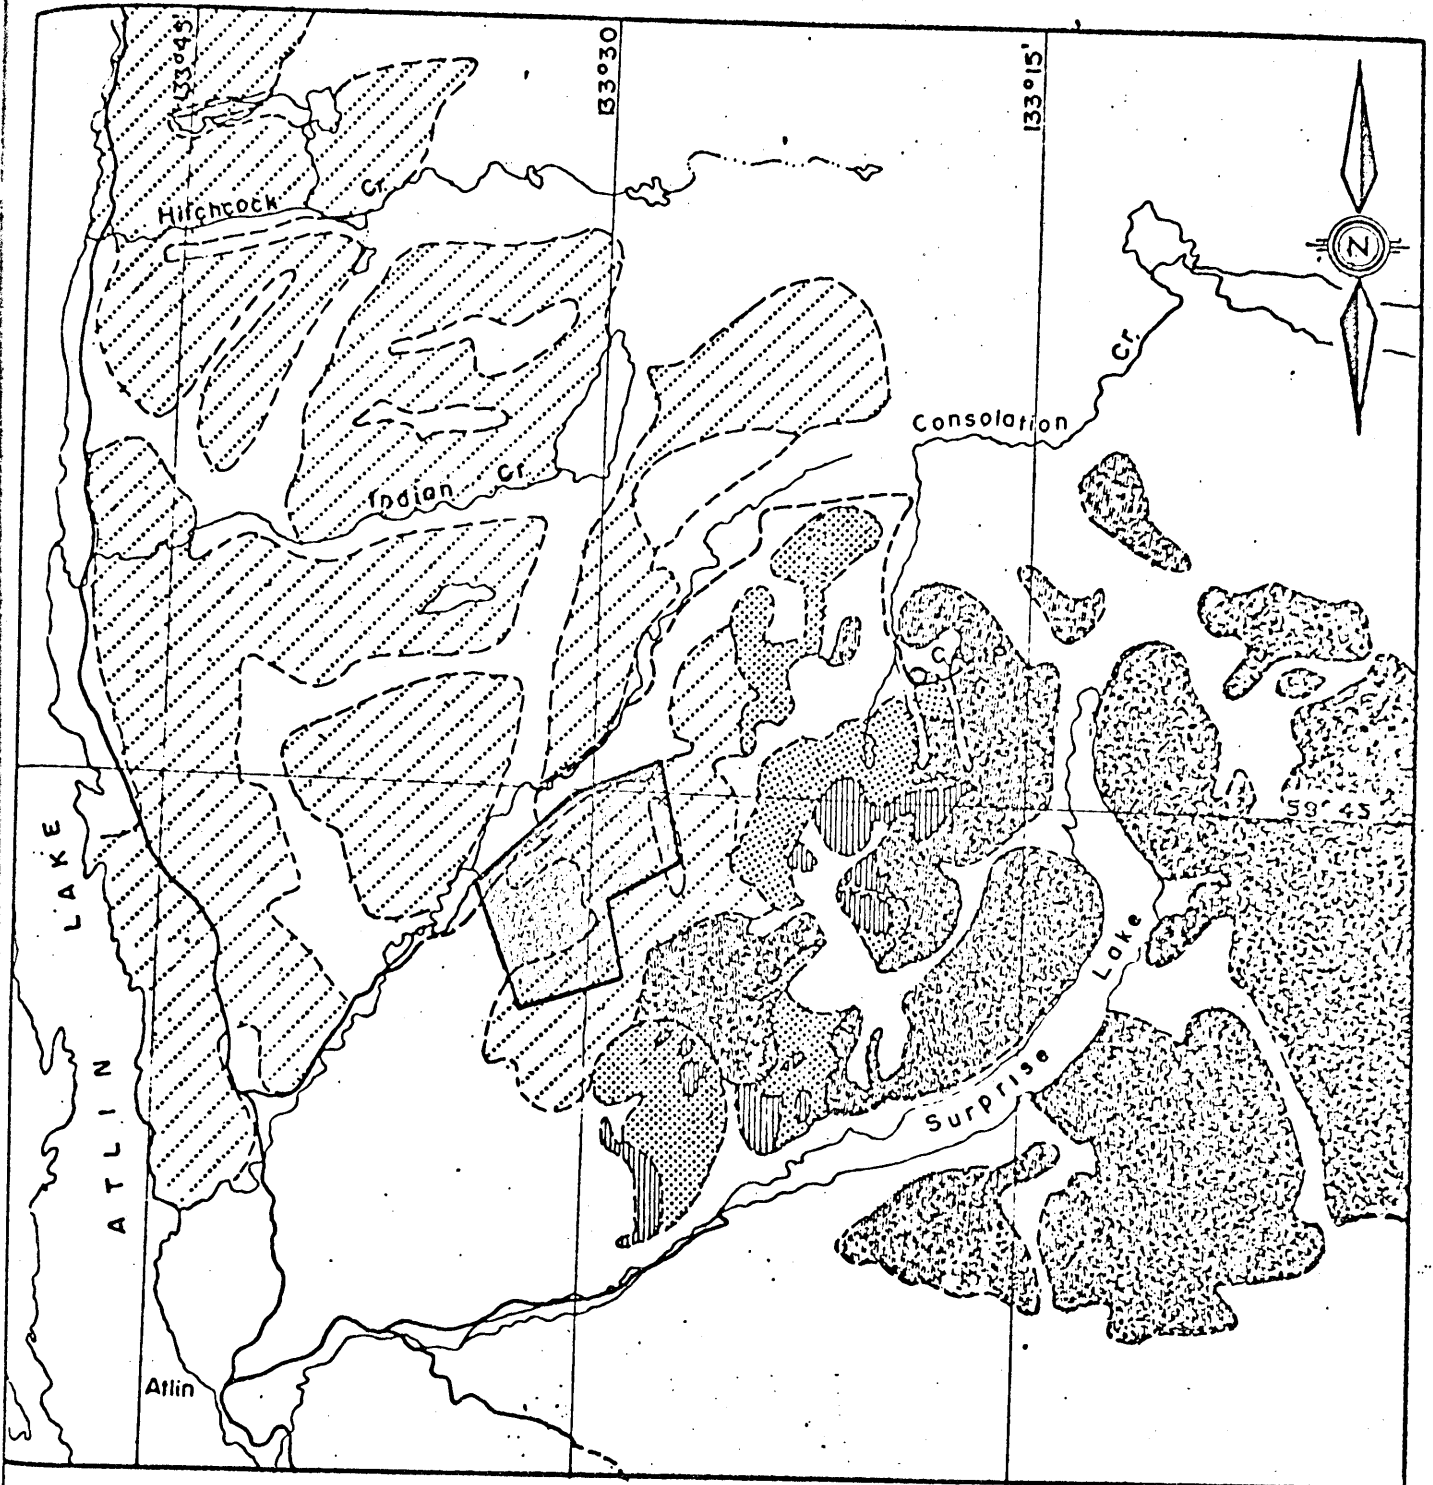 133°45'
133°30
133°15'
N
Hitchcock Cr.
Cr.
Consolation
Indian Cr.
59°45'
LAKE
Lake
ATLIN
Surprise
Atlin